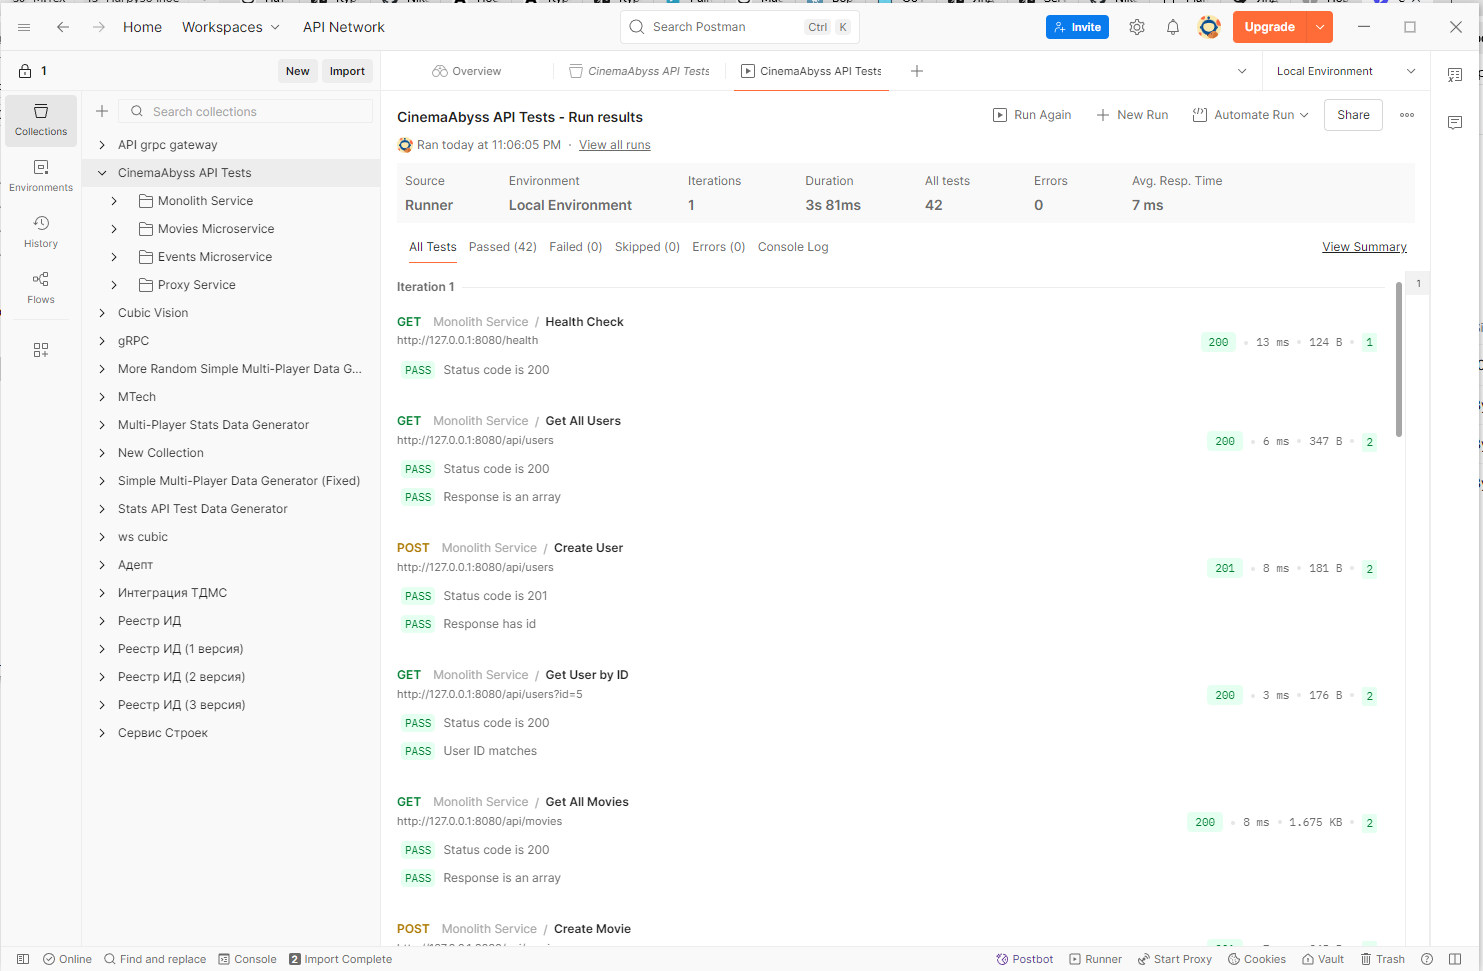 Home
Workspaces
API Network
Search Postman
Ctrl
K
Invite
Upgrade
1
New
Import
Overview
CinemaAbyss API Tests
CinemaAbyss API Tests
Local Environment
Collections
Environments
History
Flows
Search collections
API grpc gateway
CinemaAbyss API Tests
Monolith Service
Movies Microservice
Events Microservice
Proxy Service
Cubic Vision
gRPC
More Random Simple Multi-Player Data G...
MTech
Multi-Player Stats Data Generator
New Collection
Simple Multi-Player Data Generator (Fixed)
Stats API Test Data Generator
ws cubic
Адепт
Интеграция ТДМС
Реестр ИД
Реестр ИД (1 версия)
Реестр ИД (2 версия)
Реестр ИД (3 версия)
Сервис Строек
CinemaAbyss API Tests - Run results
Run Again
New Run
Automate Run
Share
Ran today at 11:06:05 PM · View all runs
Source Environment Iterations Duration All tests Errors Avg. Resp. Time
Runner Local Environment 1 3s 81ms 42 0 7 ms
All Tests Passed (42) Failed (0) Skipped (0) Errors (0) Console Log View Summary
Iteration 1
1
GET Monolith Service / Health Check
http://127.0.0.1:8080/health
200 • 13 ms • 124 B • 1
PASS Status code is 200
GET Monolith Service / Get All Users
http://127.0.0.1:8080/api/users
200 • 6 ms • 347 B • 2
PASS Status code is 200
PASS Response is an array
POST Monolith Service / Create User
http://127.0.0.1:8080/api/users
201 • 8 ms • 181 B • 2
PASS Status code is 201
PASS Response has id
GET Monolith Service / Get User by ID
http://127.0.0.1:8080/api/users?id=5
200 • 3 ms • 176 B • 2
PASS Status code is 200
PASS User ID matches
GET Monolith Service / Get All Movies
http://127.0.0.1:8080/api/movies
200 • 8 ms • 1.675 KB • 2
PASS Status code is 200
PASS Response is an array
POST Monolith Service / Create Movie
Online
Find and replace
Console
2 Import Complete
Postbot
Runner
Start Proxy
Cookies
Vault
Trash